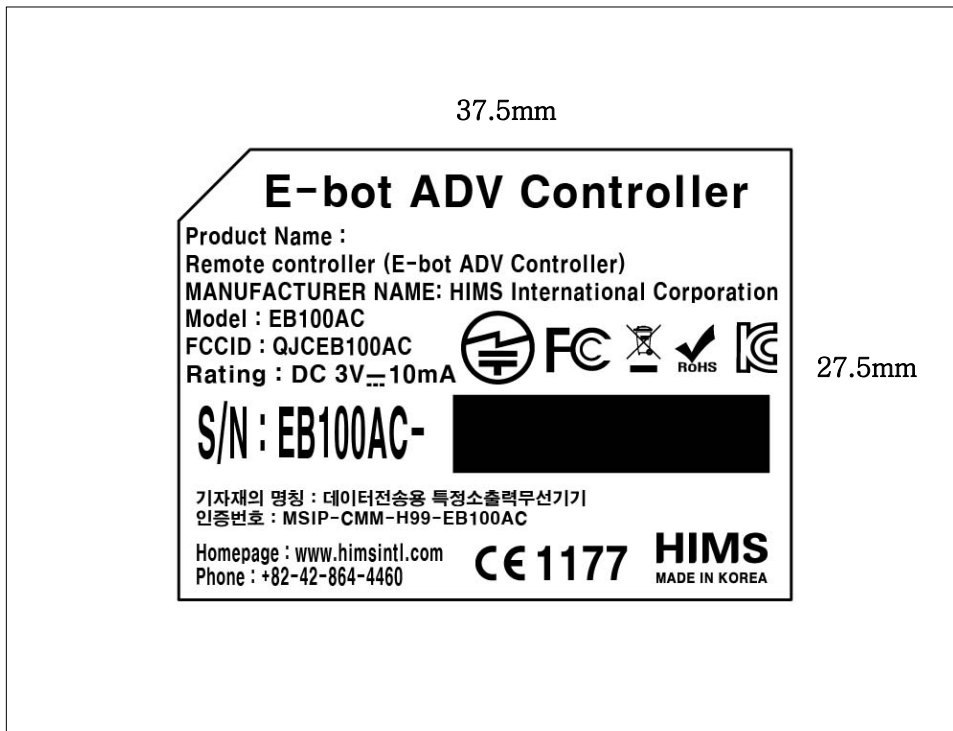 37.5mm
E-bot ADV Controller
Product Name :
Remote controller (E-bot ADV Controller)
MANUFACTURER NAME: HIMS International Corporation
Model : EB100AC
FCCID : QJCEB100AC
Rating : DC 3V⎓10mA
FC
RoHS
27.5mm
S/N : EB100AC-
기자재의 명칭 : 데이터전송용 특정소출력무선기기
인증번호 : MSIP-CMM-H99-EB100AC
Homepage : www.himsintl.com
Phone : +82-42-864-4460
CE 1177
HIMS
MADE IN KOREA